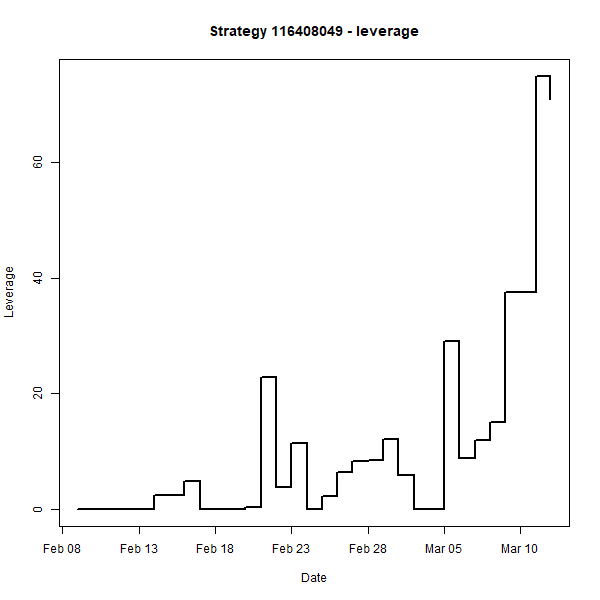 Strategy 116408049 - leverage
Leverage
60
40
20
0
Feb 08 Feb 13 Feb 18 Feb 23 Feb 28 Mar 05 Mar 10
Date